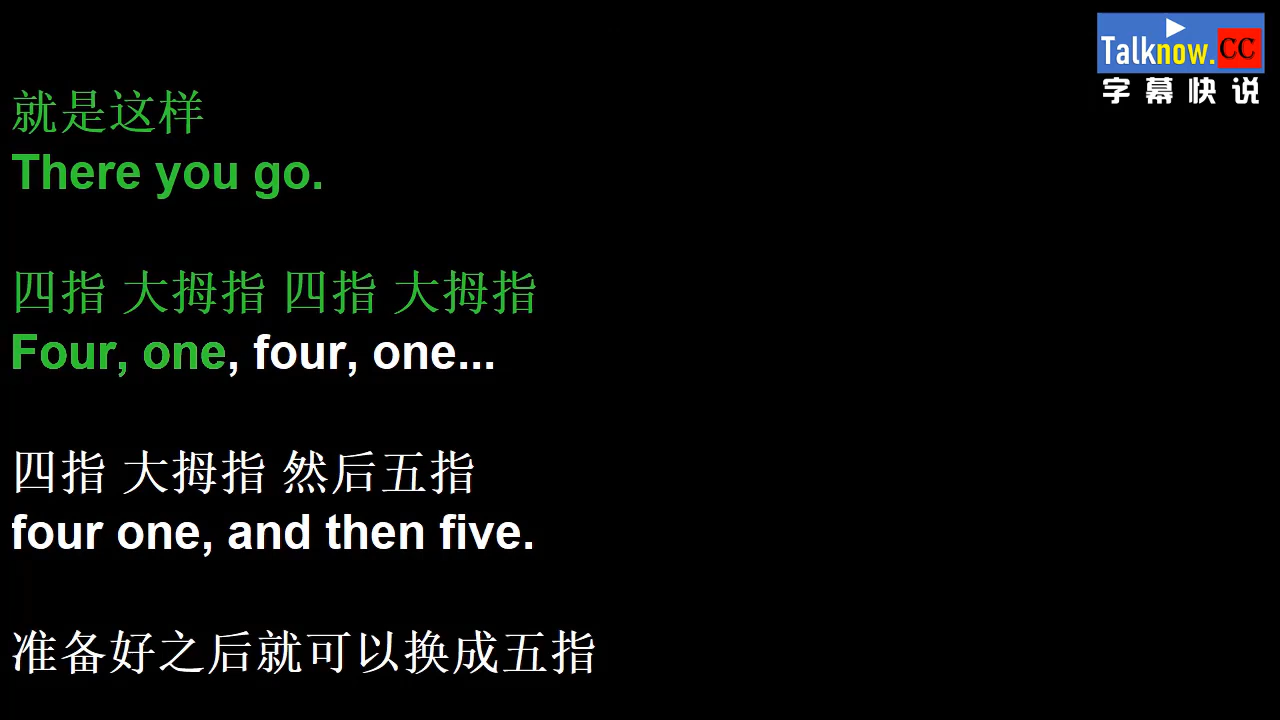 Talknow.CC
字幕快说
就是这样
There you go.
四指 大拇指 四指 大拇指
Four, one, four, one...
四指 大拇指 然后五指
four one, and then five.
准备好之后就可以换成五指